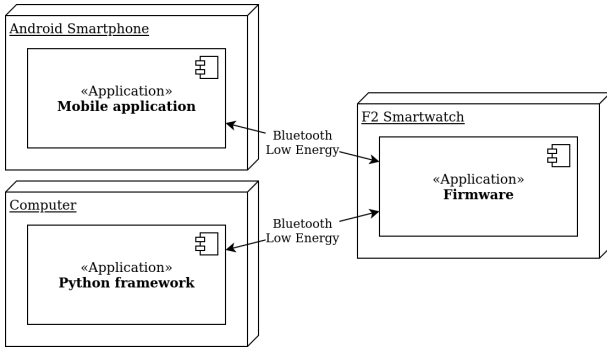 Android Smartphone
«Application»
Mobile application
Bluetooth
Low Energy
F2 Smartwatch
«Application»
Firmware
Computer
«Application»
Python framework
Bluetooth
Low Energy